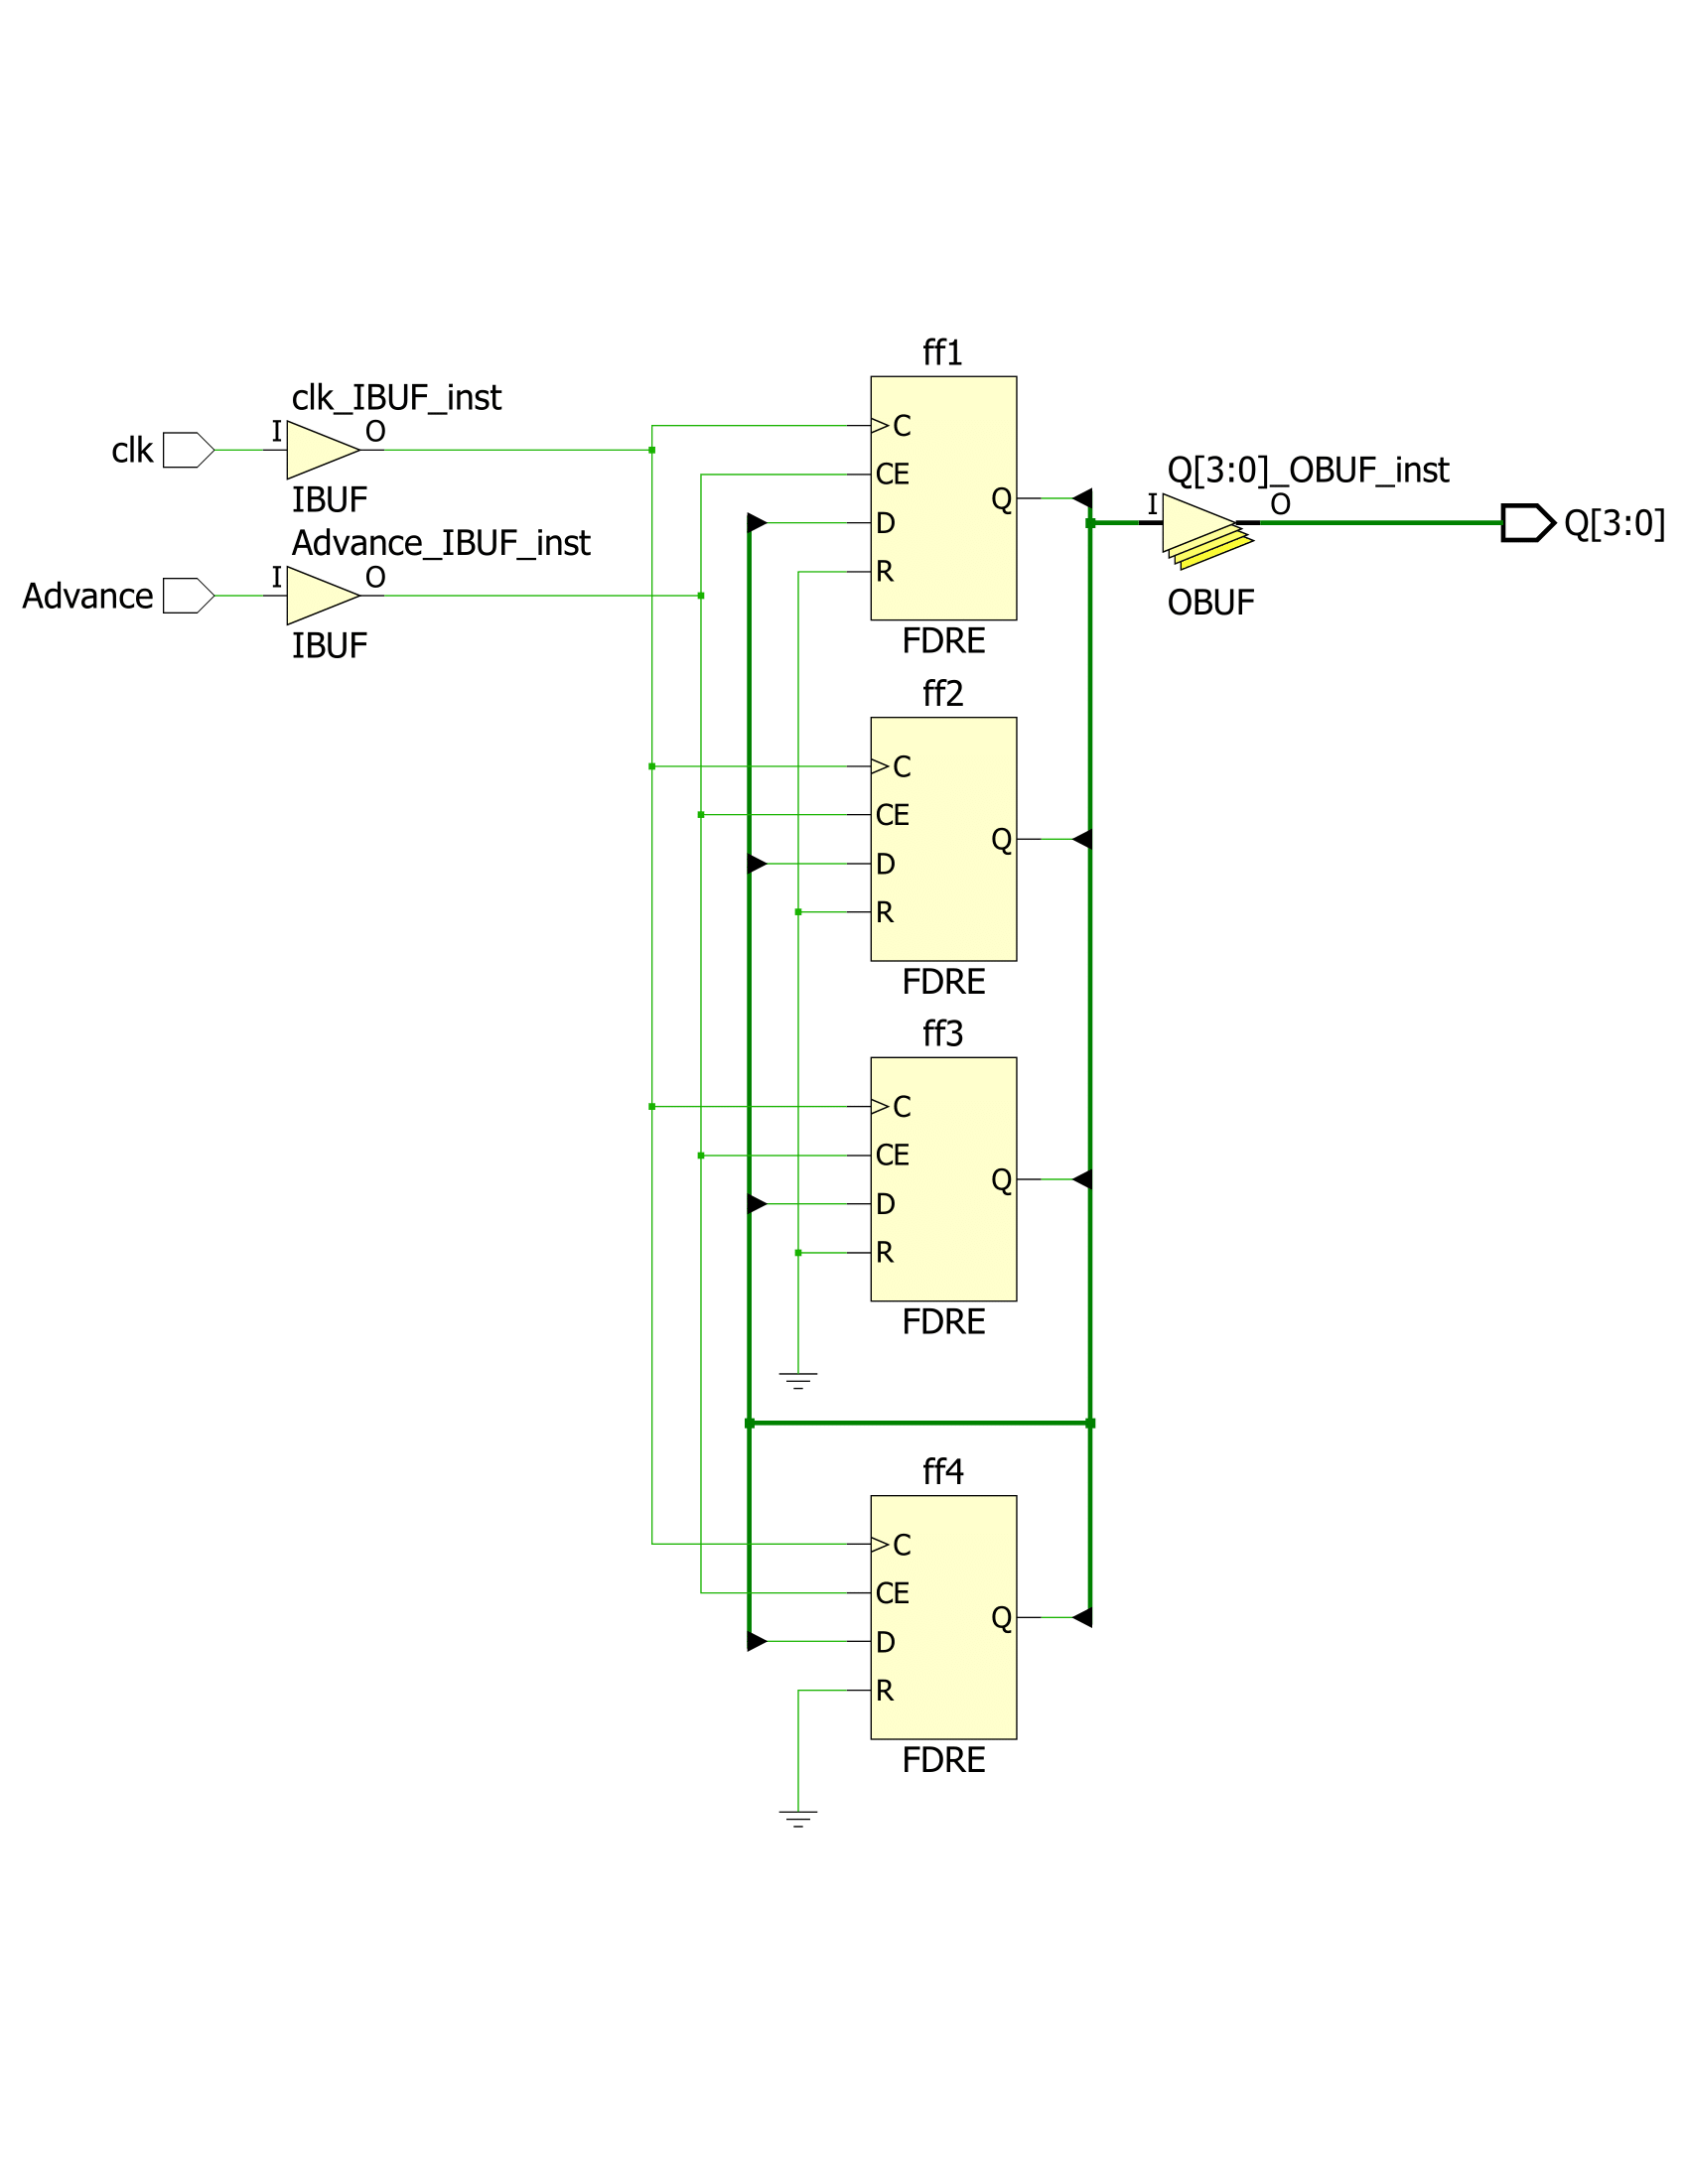 ff1
clk_IBUF_inst
clk
I
O
IBUF
Advance_IBUF_inst
Advance
I
O
IBUF
C
CE
D
R
Q
FDRE
Q[3:0]_OBUF_inst
I
O
OBUF
Q[3:0]
ff2
C
CE
D
R
Q
FDRE
ff3
C
CE
D
R
Q
FDRE
ff4
C
CE
D
R
Q
FDRE